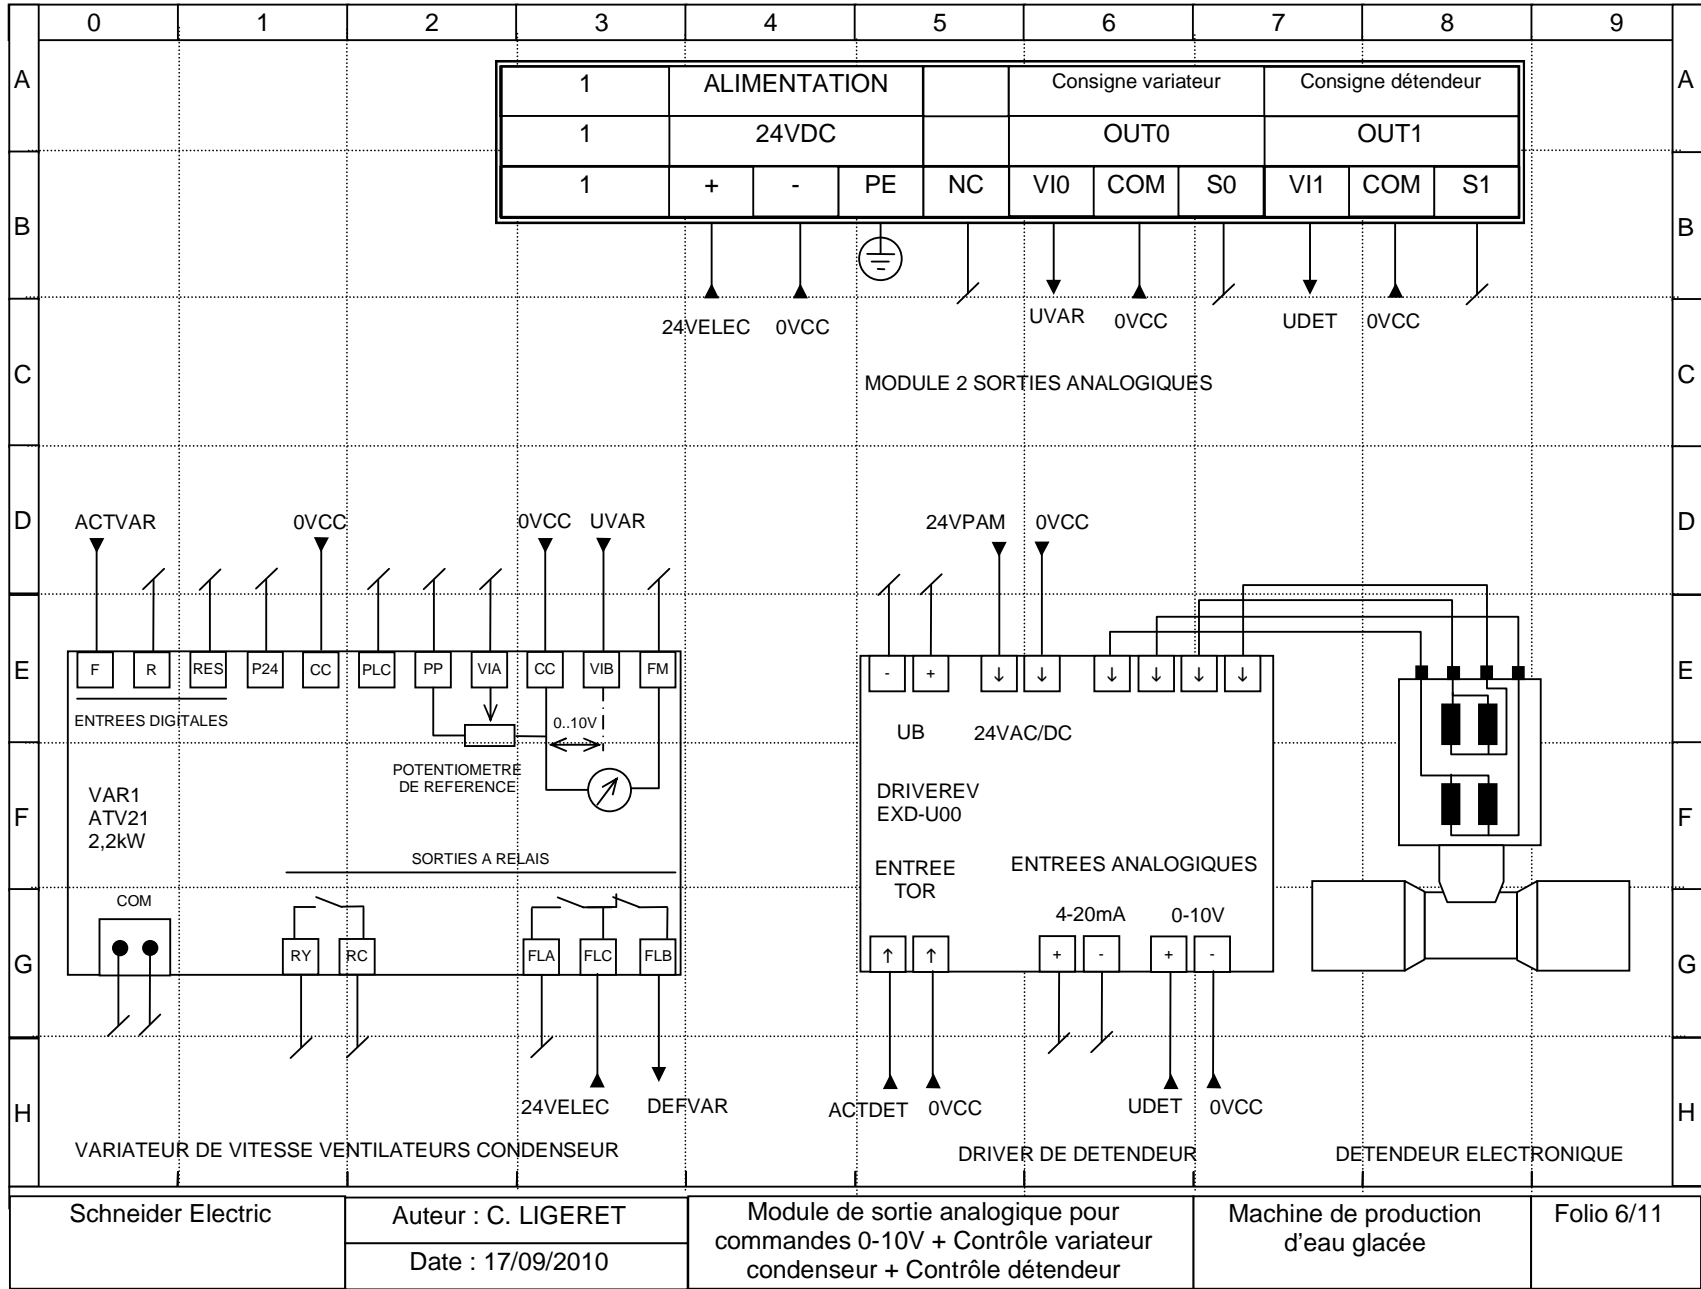 0 1 2 3 4 5 6 7 8 9
A 1 ALIMENTATION Consigne variateur Consigne détendeur A
1 24VDC OUT0 OUT1
1 + - PE NC VI0 COM S0 VI1 COM S1
B B
24VELEC 0VCC UVAR 0VCC UDET 0VCC
C MODULE 2 SORTIES ANALOGIQUES C
D ACTVAR 0VCC 0VCC UVAR 24VPAM 0VCC D
E F R RES P24 CC PLC PP VIA CC VIB FM - + ↓ ↓ ↓ ↓ ↓ ↓ E
ENTREES DIGITALES 0..10V
UB 24VAC/DC
POTENTIOMETRE
DE REFERENCE
VAR1
ATV21
2,2kW
DRIVEREV
EXD-U00
F F
SORTIES A RELAIS
ENTREE
TOR
ENTREES ANALOGIQUES
COM
4-20mA 0-10V
G RY RC FLA FLC FLB ↑ ↑ + - + - G
24VELEC DEFVAR ACTDET 0VCC UDET 0VCC
H H
VARIATEUR DE VITESSE VENTILATEURS CONDENSEUR DRIVER DE DETENDEUR DETENDEUR ELECTRONIQUE
Schneider Electric
Auteur : C. LIGERET
Date : 17/09/2010
Module de sortie analogique pour
commandes 0-10V + Contrôle variateur
condenseur + Contrôle détendeur
Machine de production
d'eau glacée
Folio 6/11